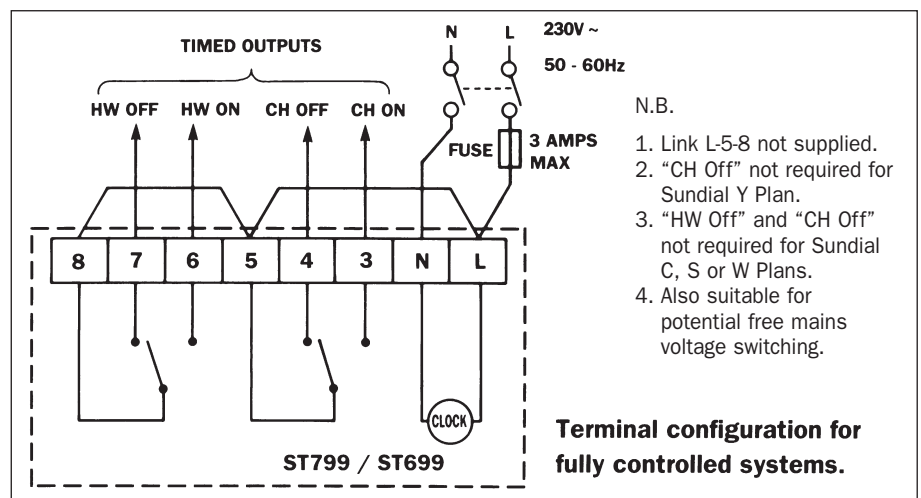 TIMED OUTPUTS
HW OFF HW ON CH OFF CH ON
N L 230V ~
50 - 60Hz
FUSE 3 AMPS
MAX
8 7 6 5 4 3 N L
CLOCK
ST799 / ST699
N.B.
1. Link L-5-8 not supplied.
2. “CH Off” not required for
Sundial Y Plan.
3. “HW Off” and “CH Off”
not required for Sundial
C, S or W Plans.
4. Also suitable for
potential free mains
voltage switching.
Terminal configuration for
fully controlled systems.